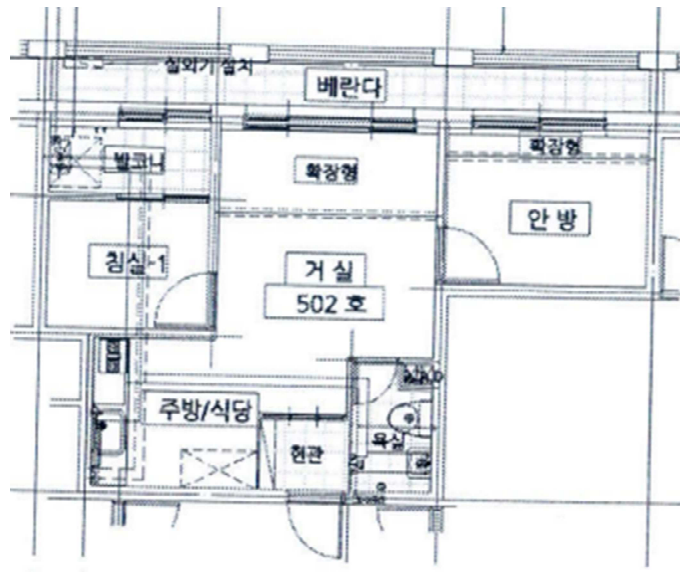 실외기 설치
베란다
발코니
확장형
확장형
안 방
침실-1
거 실
502 호
주방/식당
현관
욕실